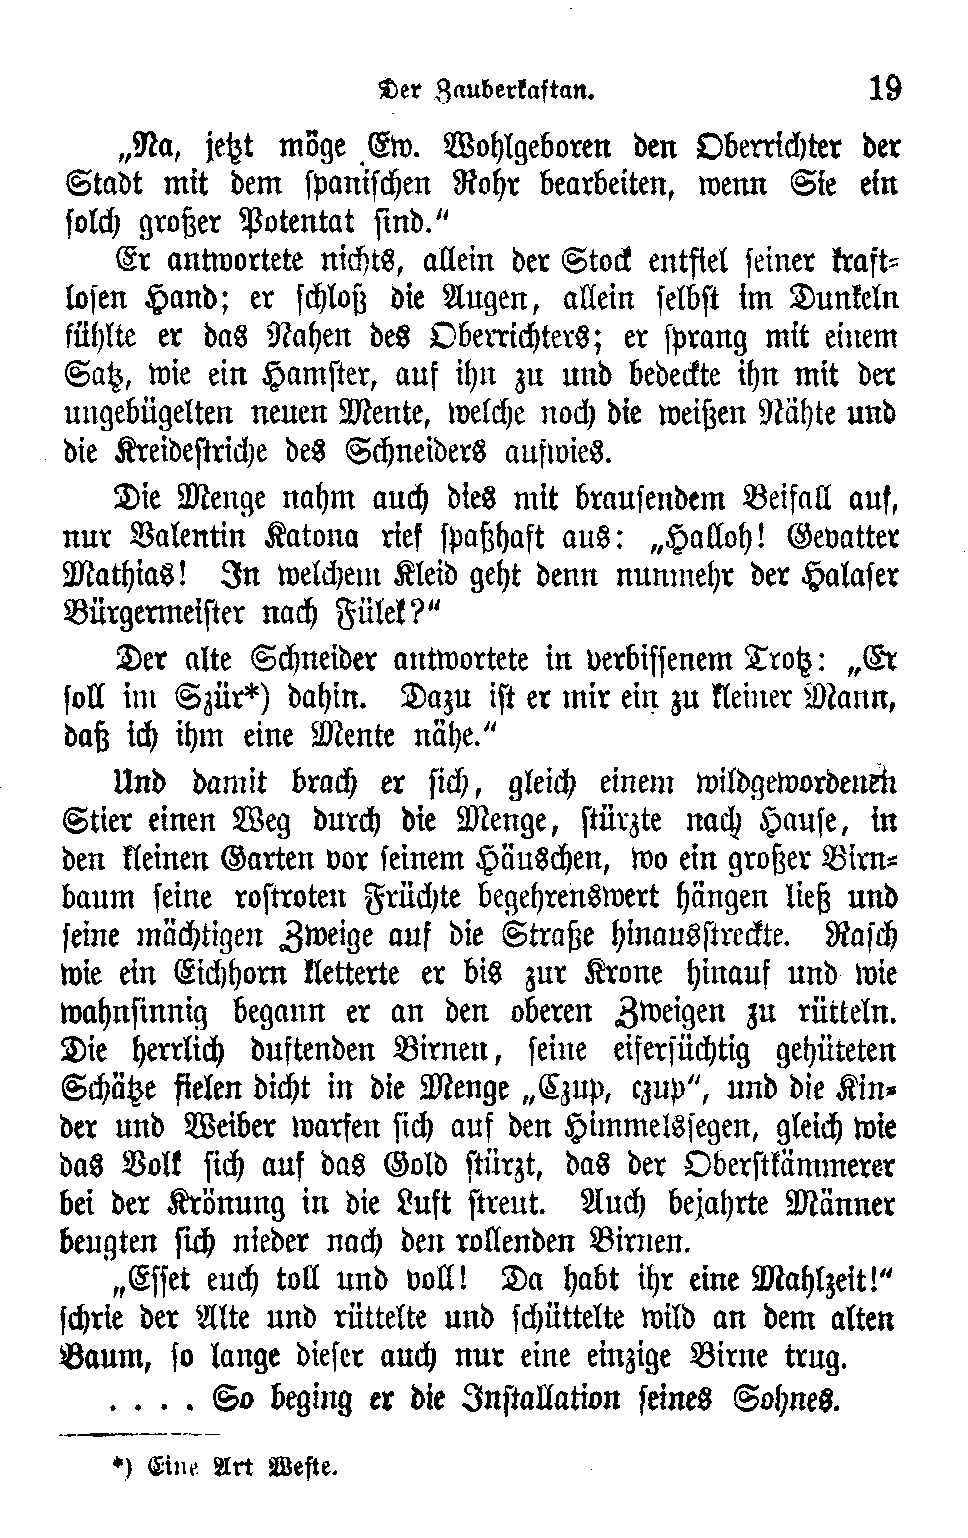 Der Zauberkaftan. 19
„Na, jetzt möge Ew. Wohlgeboren den Oberrichter der
Stadt mit dem spanischen Rohr bearbeiten, wenn Sie ein
solch großer Potentat sind.“
Er antwortete nichts, allein der Stock entfiel seiner kraft-
losen Hand; er schloß die Augen, allein selbst im Dunkeln
fühlte er das Nahen des Oberrichters; er sprang mit einem
Satz, wie ein Hamster, auf ihn zu und bedeckte ihn mit der
ungebügelten neuen Mente, welche noch die weißen Nähte und
die Kreidestriche des Schneiders aufwies.
Die Menge nahm auch dies mit brausendem Beifall auf,
nur Valentin Katona rief spaßhaft aus: „Halloh! Gevatter
Mathias! In welchem Kleid geht denn nunmehr der Halaser
Bürgermeister nach Fülek?“
Der alte Schneider antwortete in verbissenem Trotz: „Er
soll im Szür*) dahin. Dazu ist er mir ein zu kleiner Mann,
daß ich ihm eine Mente nähe.“
Und damit brach er sich, gleich einem wildgewordenen
Stier einen Weg durch die Menge, stürzte nach Hause, in
den kleinen Garten vor seinem Häuschen, wo ein großer Birn-
baum seine rostroten Früchte begehrenswert hängen ließ und
seine mächtigen Zweige auf die Straße hinausstreckte. Rasch
wie ein Eichhorn kletterte er bis zur Krone hinauf und wie
wahnsinnig begann er an den oberen Zweigen zu rütteln.
Die herrlich duftenden Birnen, seine eifersüchtig gehüteten
Schätze fielen dicht in die Menge „Czup, czup“, und die Kin-
der und Weiber warfen sich auf den Himmelssegen, gleich wie
das Volk sich auf das Gold stürzt, das der Oberstkämmerer
bei der Krönung in die Luft streut. Auch bejahrte Männer
beugten sich nieder nach den rollenden Birnen.
„Esset euch toll und voll! Da habt ihr eine Mahlzeit!“
schrie der Alte und rüttelte und schüttelte wild an dem alten
Baum, so lange dieser auch nur eine einzige Birne trug.
. . . . So beging er die Installation seines Sohnes.
*) Eine Art Weste.